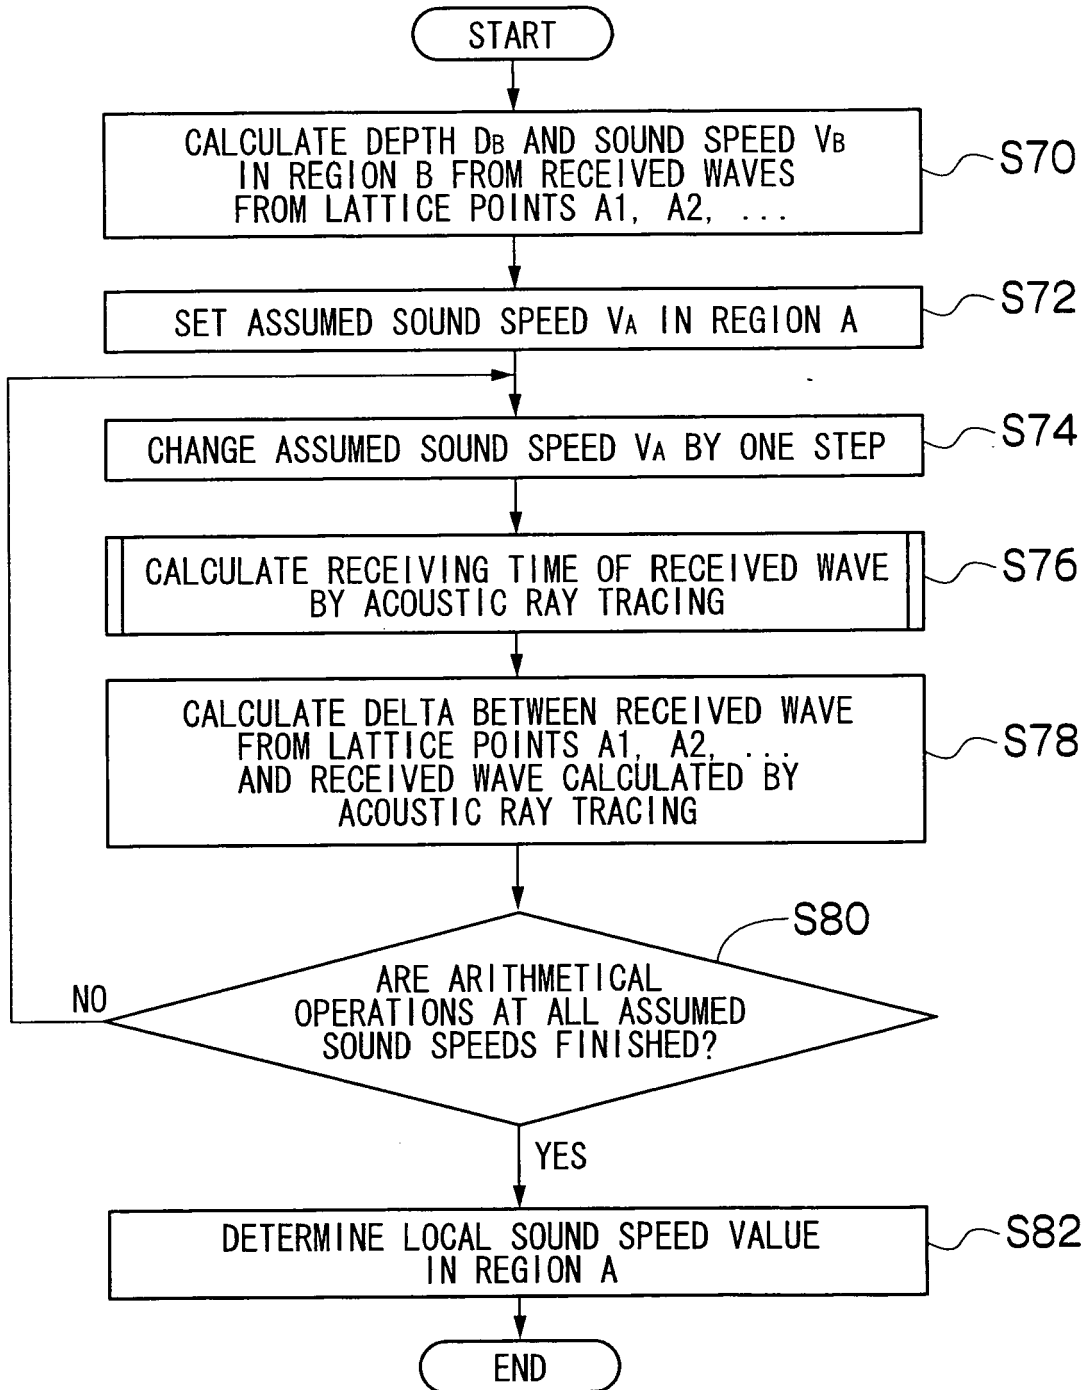 START
CALCULATE DEPTH DB AND SOUND SPEED VB
IN REGION B FROM RECEIVED WAVES
FROM LATTICE POINTS A1, A2, ...
S70
SET ASSUMED SOUND SPEED VA IN REGION A
S72
CHANGE ASSUMED SOUND SPEED VA BY ONE STEP
S74
CALCULATE RECEIVING TIME OF RECEIVED WAVE
BY ACOUSTIC RAY TRACING
S76
CALCULATE DELTA BETWEEN RECEIVED WAVE
FROM LATTICE POINTS A1, A2, ...
AND RECEIVED WAVE CALCULATED BY
ACOUSTIC RAY TRACING
S78
S80
ARE ARITHMETICAL
OPERATIONS AT ALL ASSUMED
SOUND SPEEDS FINISHED?
NO
YES
DETERMINE LOCAL SOUND SPEED VALUE
IN REGION A
S82
END